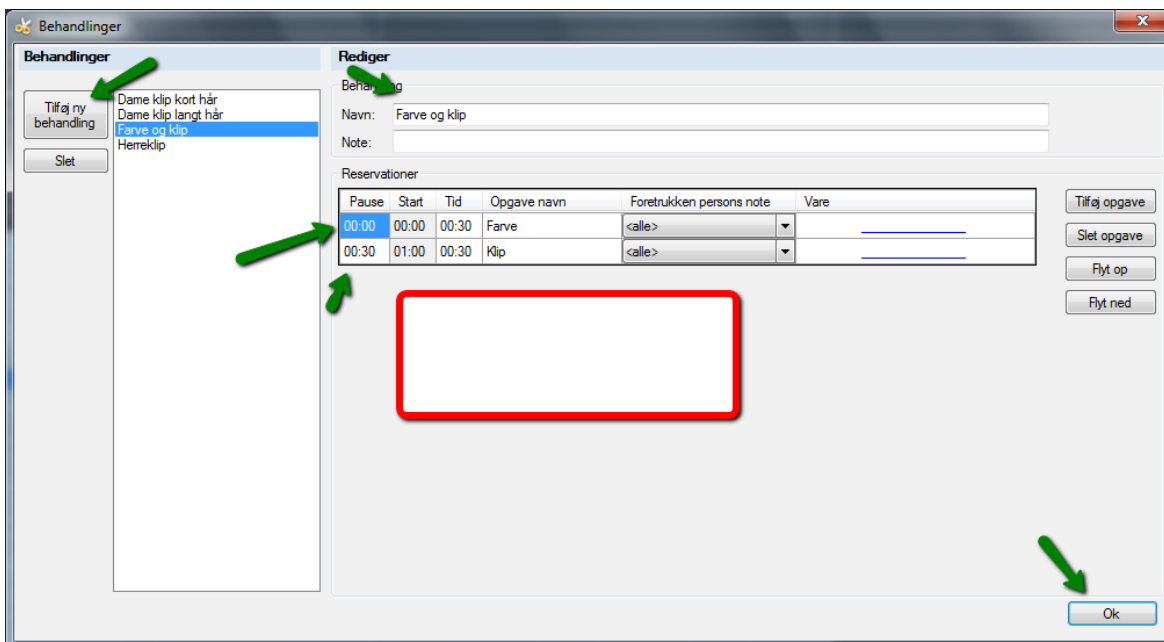 Behandlinger
Behandlinger
Tilføj ny
behandling
Slet
Dame klip kort hår
Dame klip langt hår
Farve og klip
Herreklip
Rediger
Behandling
Navn: Farve og klip
Note:
Reservationer
Pause Start Tid Opgave navn Foretrukken persons note Vare
00:00 00:00 00:30 Farve <alle>
00:30 01:00 00:30 Klip <alle>
Tilføj opgave
Slet opgave
Flyt op
Flyt ned
Ok